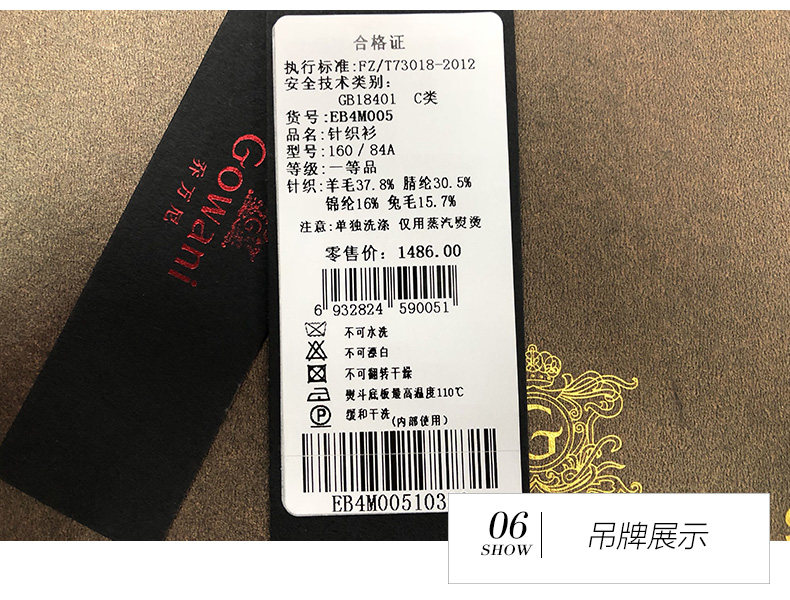 合格证
执行标准:FZ/T73018-2012
安全技术类别:
GB18401 C类
货号:EB4M005
品名:针织衫
型号:160/84A
等级:一等品
针织:羊毛37.8% 腈纶30.5%
锦纶16% 兔毛15.7%
注意:单独洗涤 仅用蒸汽熨烫
零售价:1486.00
6 932824 590051
不可水洗
不可漂白
不可翻转干燥
熨斗底板最高温度110℃
缓和干洗(内部使用)
EB4M005103
Gowani
乔万尼
G
06
SHOW
吊牌展示